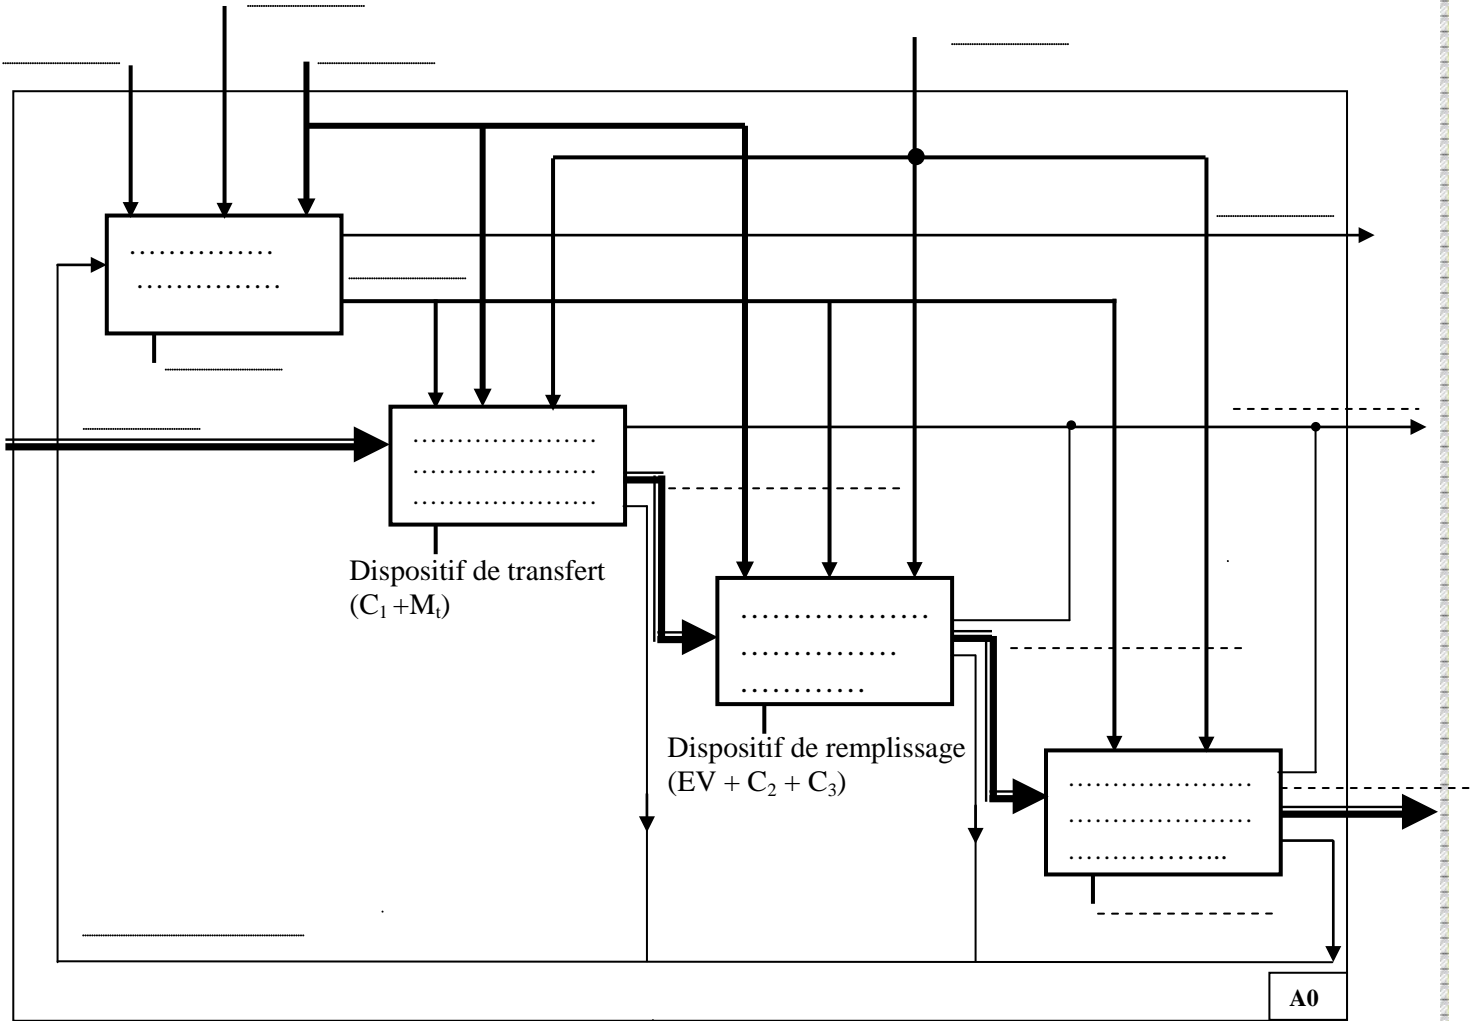 Dispositif de transfert
(C₁ +Mₜ)
Dispositif de remplissage
(EV + C₂ + C₃)
A0